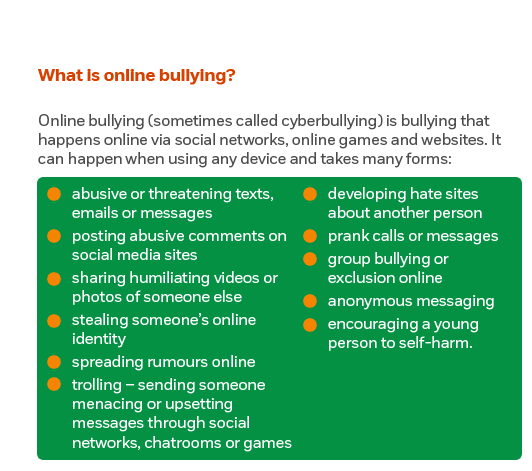 What is online bullying?
Online bullying (sometimes called cyberbullying) is bullying that
happens online via social networks, online games and websites. It
can happen when using any device and takes many forms:
abusive or threatening texts,
emails or messages
posting abusive comments on
social media sites
sharing humiliating videos or
photos of someone else
stealing someone’s online
identity
spreading rumours online
trolling – sending someone
menacing or upsetting
messages through social
networks, chatrooms or games
developing hate sites
about another person
prank calls or messages
group bullying or
exclusion online
anonymous messaging
encouraging a young
person to self-harm.